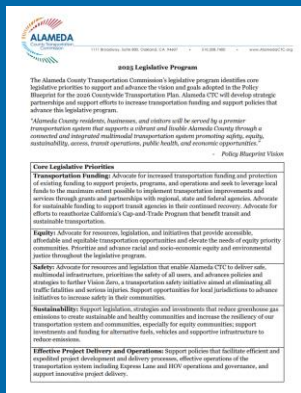 ALAMEDA
County Transportation
Commission
1111 Broadway, Suite 800, Oakland, CA 94607 • 510.208.7400 • www.AlamedaCTC.org
2025 Legislative Program
The Alameda County Transportation Commission's legislative program identifies core
legislative priorities to support and advance the vision and goals adopted in the Policy
Blueprint for the 2026 Countywide Transportation Plan. Alameda CTC will develop strategic
partnerships and support efforts to increase transportation funding and support policies that
advance this legislative program.
"Alameda County residents, businesses, and visitors will be served by a premier
transportation system that supports a vibrant and livable Alameda County through a
connected and integrated multimodal transportation system promoting safety, equity,
sustainability, access, transit operations, public health, and economic opportunities."
- Policy Blueprint Vision
Core Legislative Priorities
Transportation Funding: Advocate for increased transportation funding and protection
of existing funding to support projects, programs, and operations and seek to leverage local
funds to the maximum extent possible to implement transportation improvements and
services through grants and partnerships with regional, state and federal agencies. Advocate
for sustainable funding to support transit agencies in their continued recovery. Advocate for
efforts to reauthorize California's Cap-and-Trade Program that benefit transit and
sustainable transportation.
Equity: Advocate for resources, legislation, and initiatives that provide accessible,
affordable and equitable transportation opportunities and elevate the needs of equity priority
communities. Prioritize and advance racial and socio-economic equity and environmental
justice throughout the legislative program.
Safety: Advocate for resources and legislation that enable Alameda CTC to deliver safe,
multimodal infrastructure, prioritizes the safety of all users, and advances policies and
strategies to further Vision Zero, a transportation safety initiative aimed at eliminating all
traffic fatalities and serious injuries. Support opportunities for local jurisdictions to advance
initiatives to increase safety in their communities.
Sustainability: Support legislation, strategies and investments that reduce greenhouse gas
emissions to create sustainable and healthy communities and increase the resiliency of our
transportation system and communities, especially for equity communities; support
investments and funding for alternative fuels, vehicles and supportive infrastructure to
reduce emissions.
Effective Project Delivery and Operations: Support policies that facilitate efficient and
expedited project development and delivery processes, effective operations of the
transportation system including Express Lane and HOV operations and governance, and
support innovative project delivery.